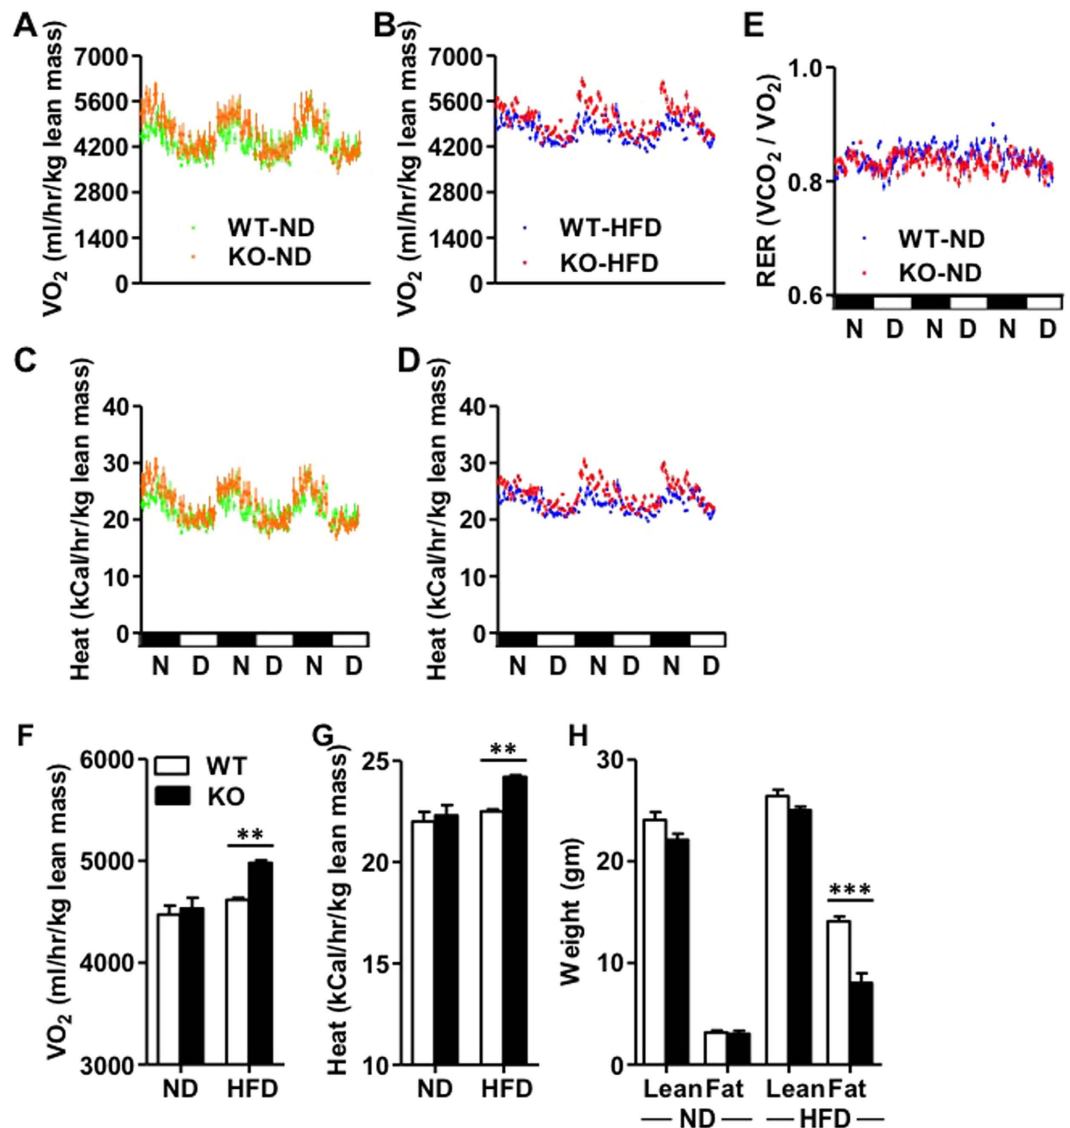 A
VO2 (ml/hr/kg lean mass)
7000
5600
4200
2800
1400
0
WT-ND
KO-ND
B
VO2 (ml/hr/kg lean mass)
7000
5600
4200
2800
1400
0
WT-HFD
KO-HFD
E
RER (VCO2 / VO2)
1.0
0.8
0.6
WT-ND
KO-ND
N D N D N D
C
Heat (kCal/hr/kg lean mass)
40
30
20
10
0
N D N D N D
D
Heat (kCal/hr/kg lean mass)
40
30
20
10
0
N D N D N D
F
VO2 (ml/hr/kg lean mass)
6000
5000
4000
3000
WT
KO
**
ND HFD
G
Heat (kCal/hr/kg lean mass)
25
20
15
10
**
ND HFD
H
Weight (gm)
30
20
10
0
***
Lean Fat Lean Fat
ND HFD